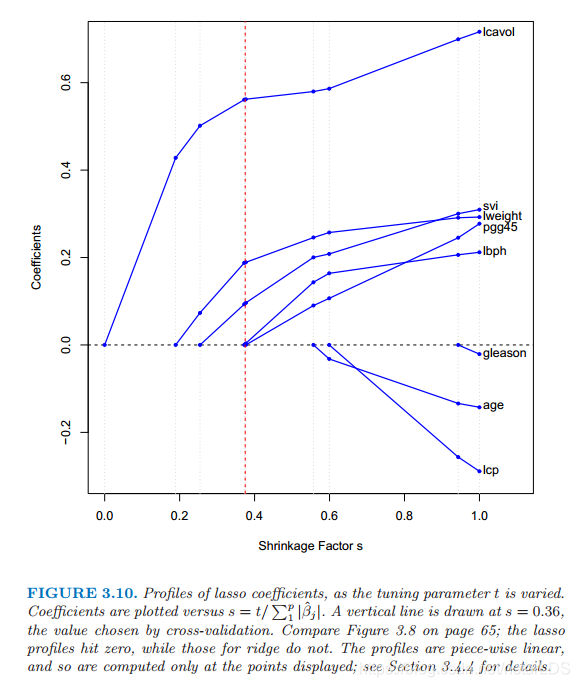 lcavol
svi
lweight
pgg45
lbph
gleason
age
lcp
Coefficients
0.6
0.4
0.2
0.0
−0.2
0.0 0.2 0.4 0.6 0.8 1.0
Shrinkage Factor s
FIGURE 3.10. Profiles of lasso coefficients, as the tuning parameter t is varied.
Coefficients are plotted versus s = t/∑₁ᵖ |β̂ⱼ|. A vertical line is drawn at s = 0.36,
the value chosen by cross-validation. Compare Figure 3.8 on page 65; the lasso
profiles hit zero, while those for ridge do not. The profiles are piece-wise linear,
and so are computed only at the points displayed; see Section 3.4.4 for details.